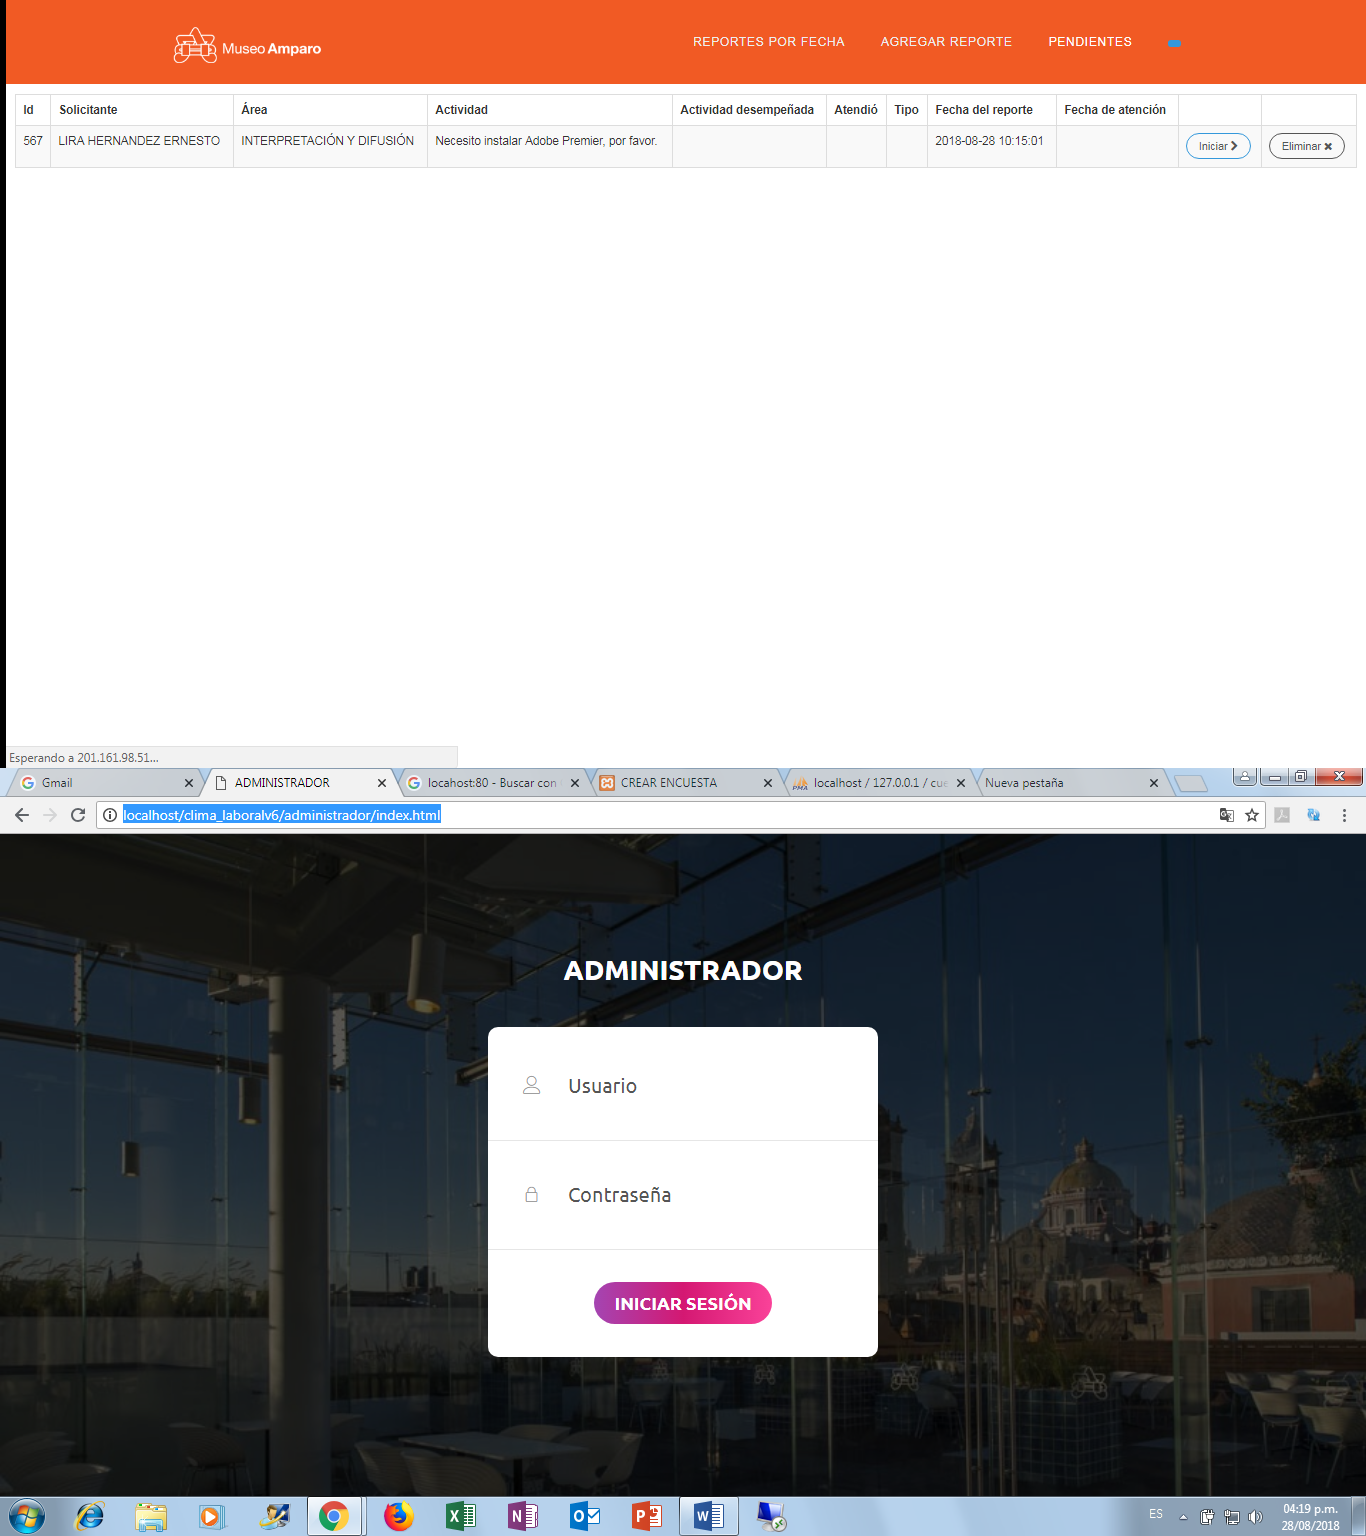 Museo Amparo
REPORTES POR FECHA AGREGAR REPORTE PENDIENTES
Id Solicitante Área Actividad Actividad desempeñada Atendió Tipo Fecha del reporte Fecha de atención
567 LIRA HERNANDEZ ERNESTO INTERPRETACIÓN Y DIFUSIÓN Necesito instalar Adobe Premier, por favor. 2018-08-28 10:15:01 Iniciar Eliminar
Esperando a 201.161.98.51...
Gmail ADMINISTRADOR locahost:80 - Buscar con CREAR ENCUESTA PMA localhost / 127.0.0.1 / cue Nueva pestaña
localhost/clima_laboralv6/administrador/index.html
ADMINISTRADOR
Usuario
Contraseña
INICIAR SESIÓN
ES
04:19 p.m.
28/08/2018